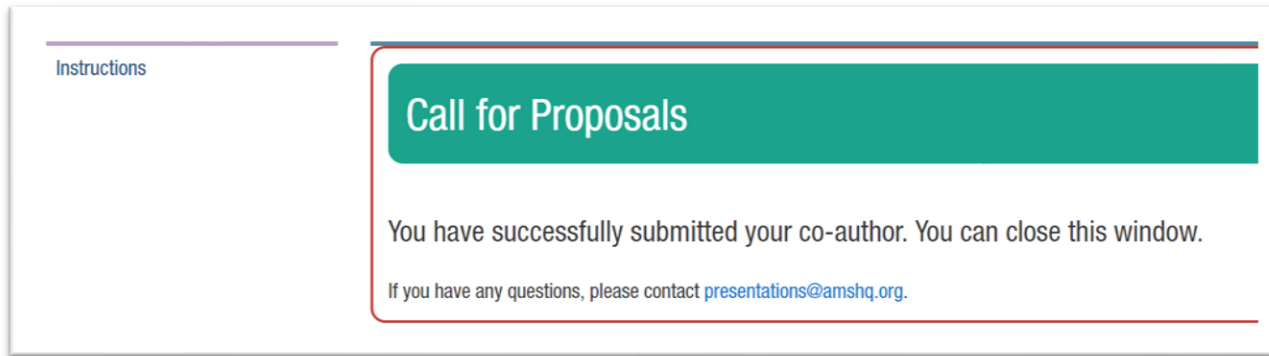 Instructions
Call for Proposals
You have successfully submitted your co-author. You can close this window.
If you have any questions, please contact presentations@amshq.org.